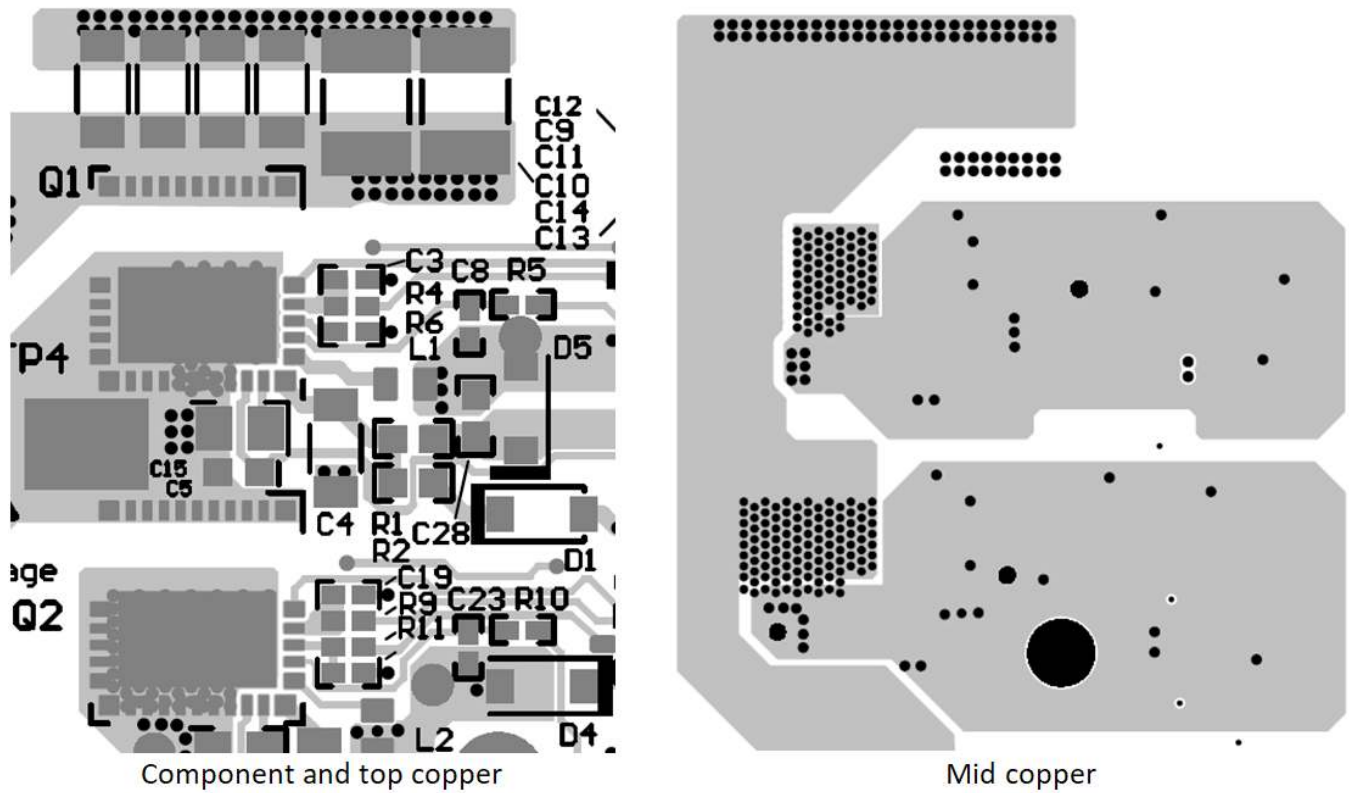 C12
C9
C11
Q1
C10
C14
C13
C3
C8 R5
R4
R6
TP4
L1
D5
C15
C5
C4
R1
C28
R2
D1
age
C19
Q2
R9
C23 R10
R11
L2
D4
Component and top copper
Mid copper